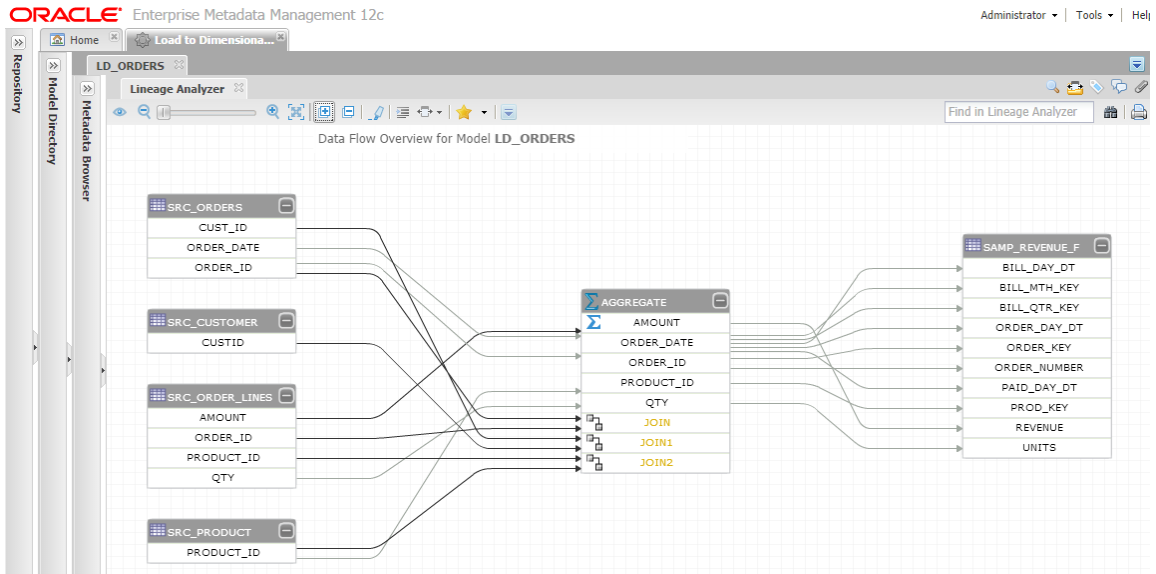 ORACLE Enterprise Metadata Management 12c
Administrator Tools Help
Home
Load to Dimensiona...
LD_ORDERS
Lineage Analyzer
Repository
Model Directory
Metadata Browser
Find in Lineage Analyzer
Data Flow Overview for Model LD_ORDERS
SRC_ORDERS
CUST_ID
ORDER_DATE
ORDER_ID
SRC_CUSTOMER
CUSTID
SRC_ORDER_LINES
AMOUNT
ORDER_ID
PRODUCT_ID
QTY
SRC_PRODUCT
PRODUCT_ID
AGGREGATE
AMOUNT
ORDER_DATE
ORDER_ID
PRODUCT_ID
QTY
JOIN
JOIN1
JOIN2
SAMP_REVENUE_F
BILL_DAY_DT
BILL_MTH_KEY
BILL_QTR_KEY
ORDER_DAY_DT
ORDER_KEY
ORDER_NUMBER
PAID_DAY_DT
PROD_KEY
REVENUE
UNITS